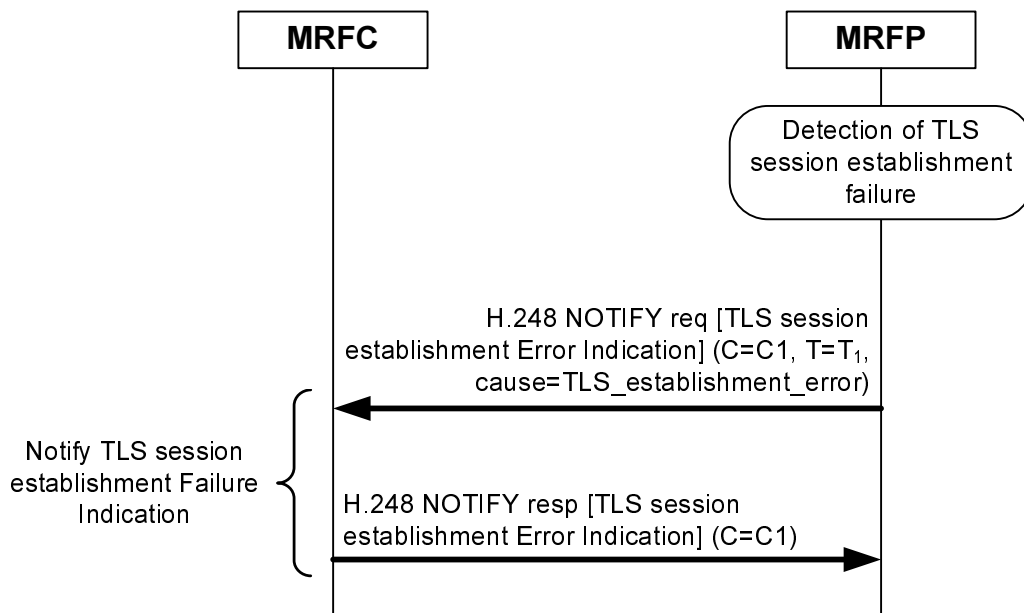 MRFC
MRFP
Detection of TLS
session establishment
failure
H.248 NOTIFY req [TLS session
establishment Error Indication] (C=C1, T=T₁,
cause=TLS_establishment_error)
Notify TLS session
establishment Failure
Indication
H.248 NOTIFY resp [TLS session
establishment Error Indication] (C=C1)